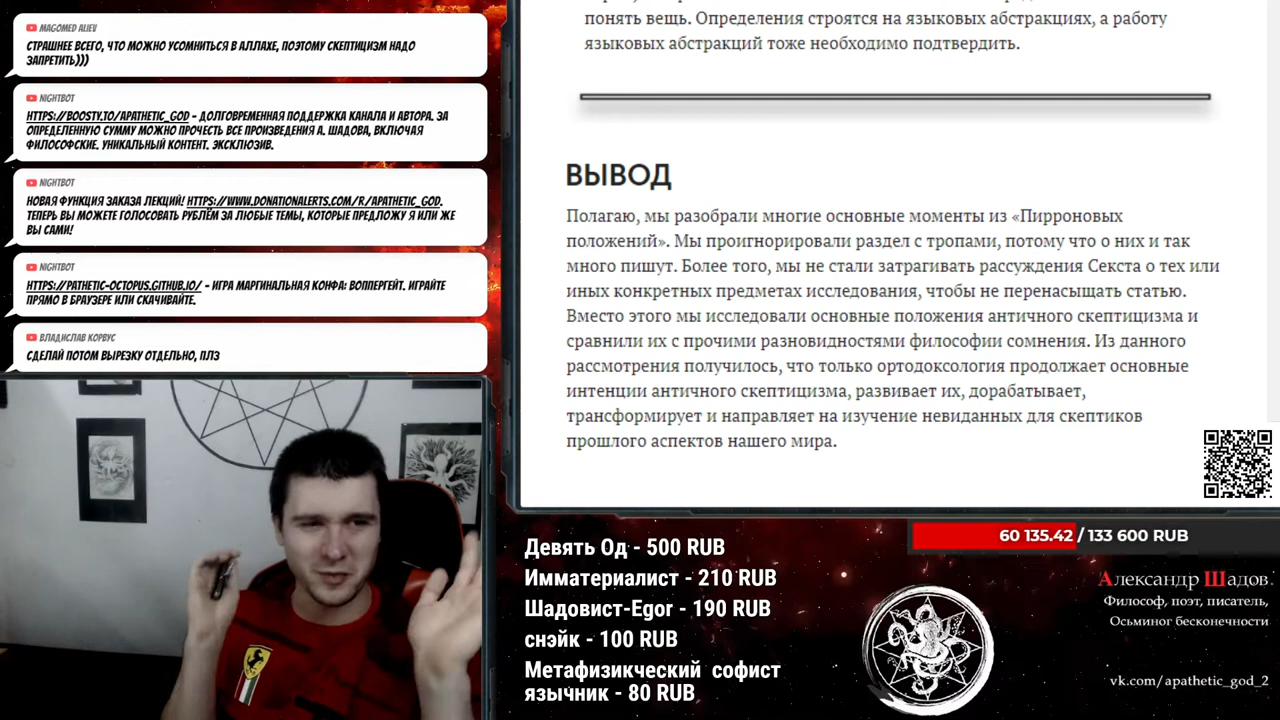 MAGOMED ALIEV
СТРАШНЕЕ ВСЕГО, ЧТО МОЖНО УСОМНИТЬСЯ В АЛЛАХЕ, ПОЭТОМУ СКЕПТИЦИЗМ НАДО
ЗАПРЕТИТЬ)))
NIGHTBOT
HTTPS://BOOSTY.TO/APATHETIC_GOD - ДОЛГОВРЕМЕННАЯ ПОДДЕРЖКА КАНАЛА И АВТОРА. ЗА
ОПРЕДЕЛЕННУЮ СУММУ МОЖНО ПРОЧЕСТЬ ВСЕ ПРОИЗВЕДЕНИЯ А. ШАДОВА, ВКЛЮЧАЯ
ФИЛОСОФСКИЕ. УНИКАЛЬНЫЙ КОНТЕНТ. ЭКСКЛЮЗИВ.
NIGHTBOT
НОВАЯ ФУНКЦИЯ ЗАКАЗА ЛЕКЦИЙ! HTTPS://WWW.DONATIONALERTS.COM/R/APATHETIC_GOD.
ТЕПЕРЬ ВЫ МОЖЕТЕ ГОЛОСОВАТЬ РУБЛЁМ ЗА ЛЮБЫЕ ТЕМЫ, КОТОРЫЕ ПРЕДЛОЖУ Я ИЛИ ЖЕ
ВЫ САМИ!
NIGHTBOT
HTTPS://PATHETIC-OCTOPUS.GITHUB.IO/ - ИГРА МАРГИНАЛЬНАЯ КОНФА: ВОППЕРГЕЙТ. ИГРАЙТЕ
ПРЯМО В БРАУЗЕРЕ ИЛИ СКАЧИВАЙТЕ.
ВЛАДИСЛАВ КОРВУС
СДЕЛАЙ ПОТОМ ВЫРЕЗКУ ОТДЕЛЬНО, ПЛЗ
понять вещь. Определения строятся на языковых абстракциях, а работу
языковых абстракций тоже необходимо подтвердить.
ВЫВОД
Полагаю, мы разобрали многие основные моменты из «Пирроновых
положений». Мы проигнорировали раздел с тропами, потому что о них и так
много пишут. Более того, мы не стали затрагивать рассуждения Секста о тех или
иных конкретных предметах исследования, чтобы не перенасыщать статью.
Вместо этого мы исследовали основные положения античного скептицизма и
сравнили их с прочими разновидностями философии сомнения. Из данного
рассмотрения получилось, что только ортодоксология продолжает основные
интенции античного скептицизма, развивает их, дорабатывает,
трансформирует и направляет на изучение невиданных для скептиков
прошлого аспектов нашего мира.
Девять Од - 500 RUB
Имматериалист - 210 RUB
Шадовист-Egor - 190 RUB
снэйк - 100 RUB
Метафизикческий софист
язычник - 80 RUB
60 135.42 / 133 600 RUB
Александр Шадов
Философ, поэт, писатель,
Осьминог бесконечности
vk.com/apathetic_god_2